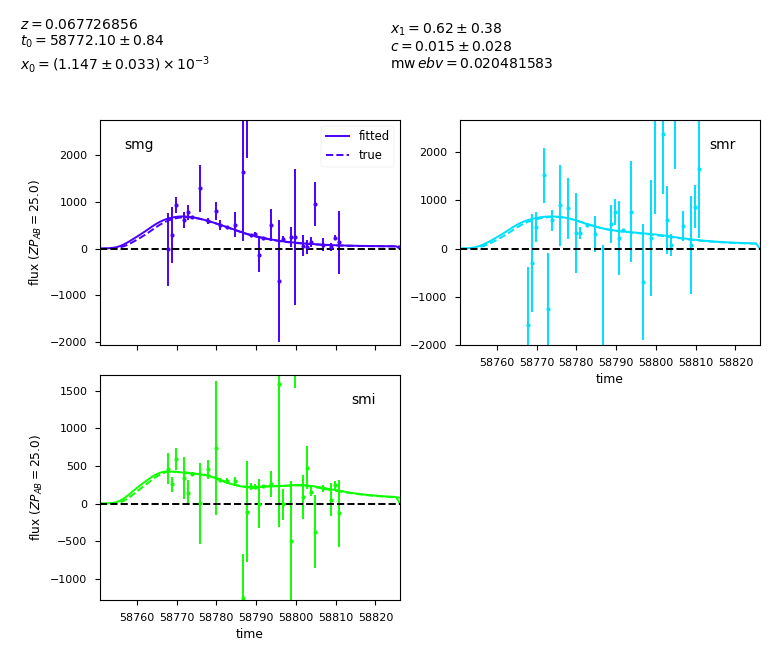 z = 0.067726856
t₀ = 58772.10 ± 0.84
x₀ = (1.147 ± 0.033) × 10⁻³
x₁ = 0.62 ± 0.38
c = 0.015 ± 0.028
mw ebv = 0.020481583
smg
fitted
true
2000
1000
0
−1000
−2000
flux (ZP_AB = 25.0)
smr
2000
1000
0
−1000
−2000
58760 58770 58780 58790 58800 58810 58820
time
smi
1500
1000
500
0
−500
−1000
flux (ZP_AB = 25.0)
58760 58770 58780 58790 58800 58810 58820
time